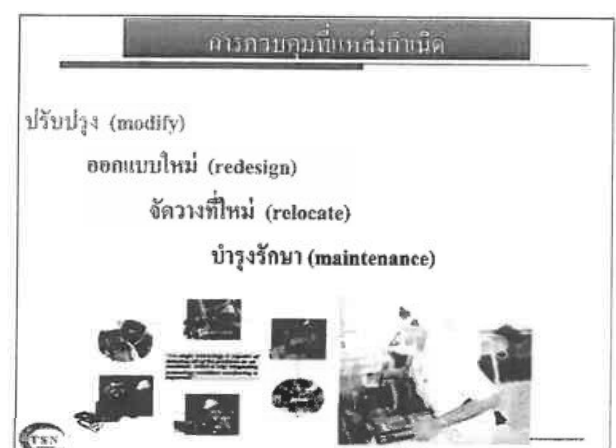 การควบคุมที่แหล่งกำเนิด
ปรับปรุง (modify)
ออกแบบใหม่ (redesign)
จัดวางที่ใหม่ (relocate)
บำรุงรักษา (maintenance)
TSN